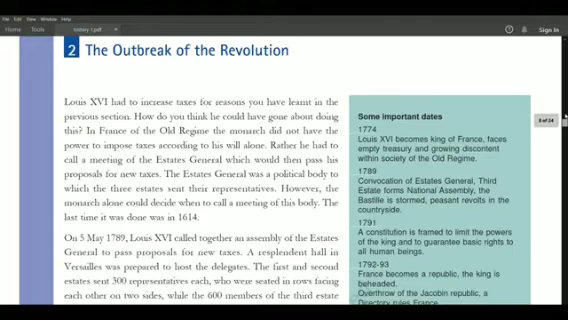 File Edit View Window Help
Home Tools history 1.pdf Sign In
2 The Outbreak of the Revolution
Louis XVI had to increase taxes for reasons you have learnt in the
previous section. How do you think he could have gone about doing
this? In France of the Old Regime the monarch did not have the
power to impose taxes according to his will alone. Rather he had to
call a meeting of the Estates General which would then pass his
proposals for new taxes. The Estates General was a political body to
which the three estates sent their representatives. However, the
monarch alone could decide when to call a meeting of this body. The
last time it was done was in 1614.
On 5 May 1789, Louis XVI called together an assembly of the Estates
General to pass proposals for new taxes. A resplendent hall in
Versailles was prepared to host the delegates. The first and second
estates sent 300 representatives each, who were seated in rows facing
each other on two sides, while the 600 members of the third estate
Some important dates
1774
Louis XVI becomes king of France, faces
empty treasury and growing discontent
within society of the Old Regime.
1789
Convocation of Estates General, Third
Estate forms National Assembly, the
Bastille is stormed, peasant revolts in the
countryside.
1791
A constitution is framed to limit the powers
of the king and to guarantee basic rights to
all human beings.
1792-93
France becomes a republic, the king is
beheaded.
Overthrow of the Jacobin republic, a
Directory rules France.
8 of 24